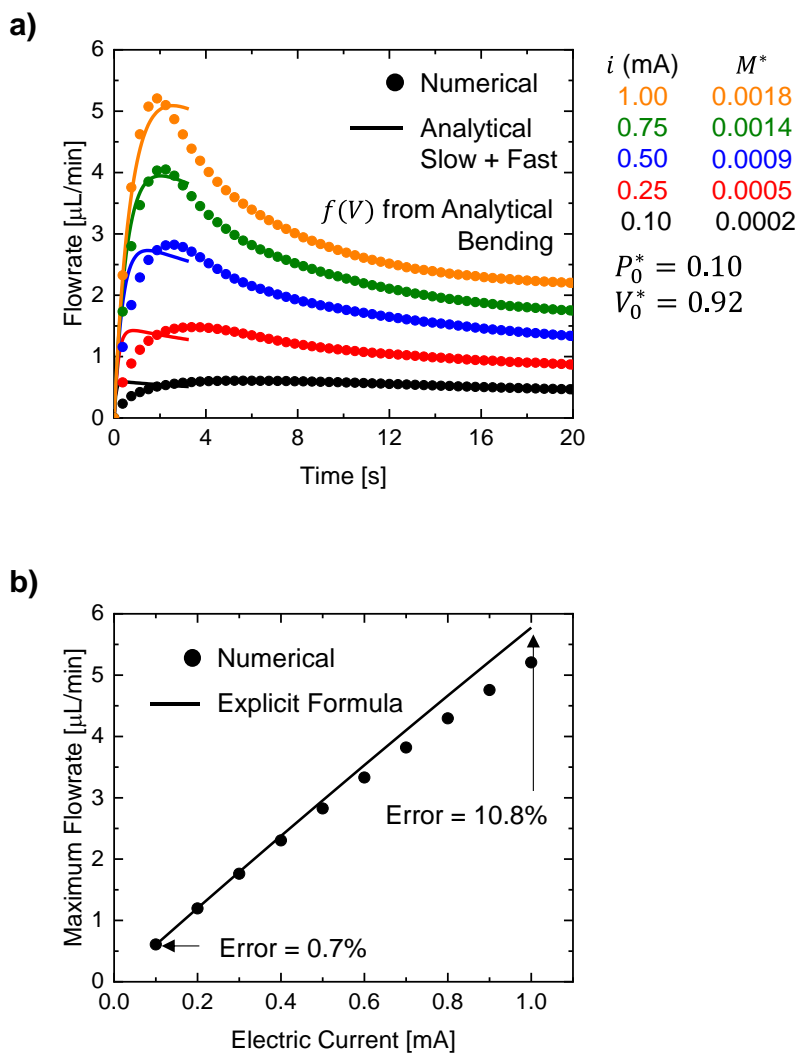 a)
6
5
4
3
2
1
0
Flowrate [μL/min]
0 4 8 12 16 20
Time [s]
Numerical
Analytical
Slow + Fast
f(V) from Analytical
Bending
i (mA) M*
1.00 0.0018
0.75 0.0014
0.50 0.0009
0.25 0.0005
0.10 0.0002
P₀* = 0.10
V₀* = 0.92
b)
6
5
4
3
2
1
0
Maximum Flowrate [μL/min]
0.0 0.2 0.4 0.6 0.8 1.0
Electric Current [mA]
Numerical
Explicit Formula
Error = 10.8%
Error = 0.7%